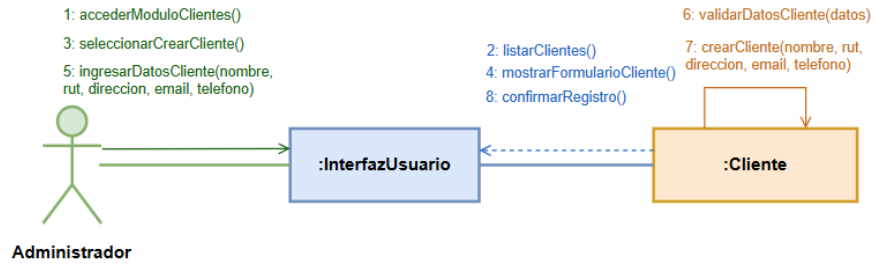 1: accederModuloClientes()
3: seleccionarCrearCliente()
5: ingresarDatosCliente(nombre,
rut, direccion, email, telefono)
2: listarClientes()
4: mostrarFormularioCliente()
8: confirmarRegistro()
6: validarDatosCliente(datos)
7: crearCliente(nombre, rut,
direccion, email, telefono)
:InterfazUsuario
:Cliente
Administrador